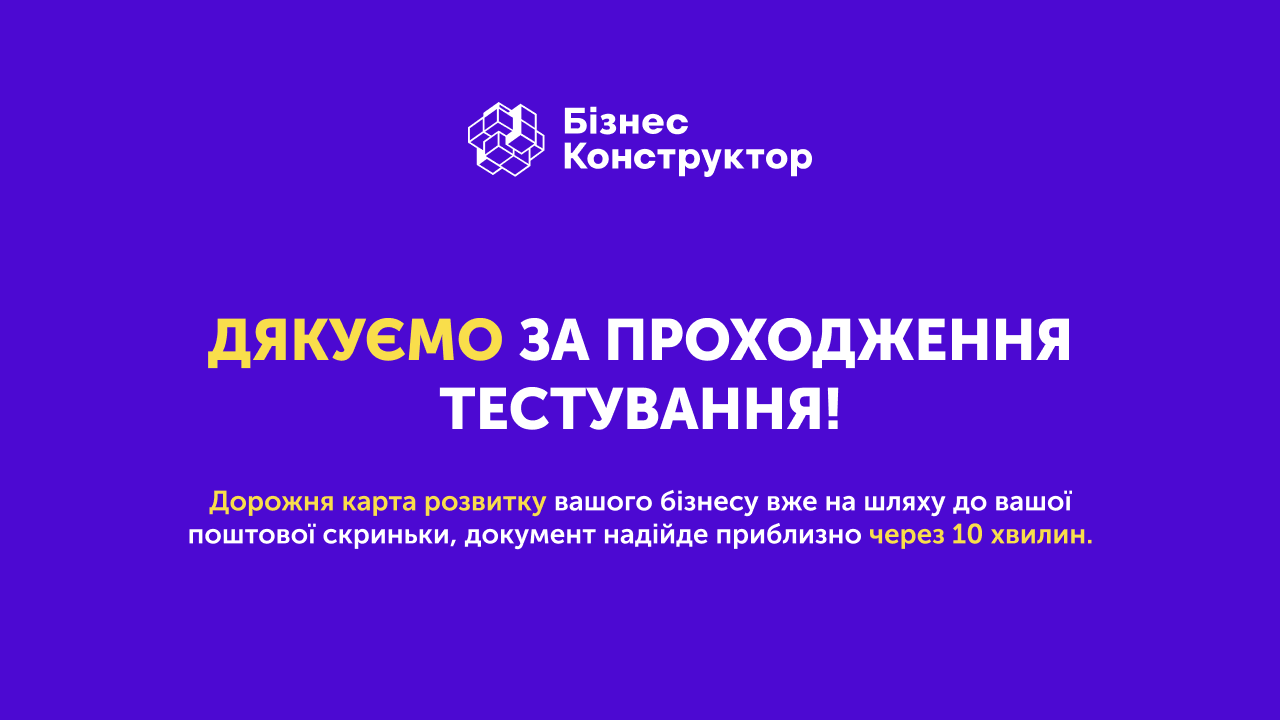 Бізнес
Конструктор
ДЯКУЄМО ЗА ПРОХОДЖЕННЯ
ТЕСТУВАННЯ!
Дорожня карта розвитку вашого бізнесу вже на шляху до вашої
поштової скриньки, документ надійде приблизно через 10 хвилин.